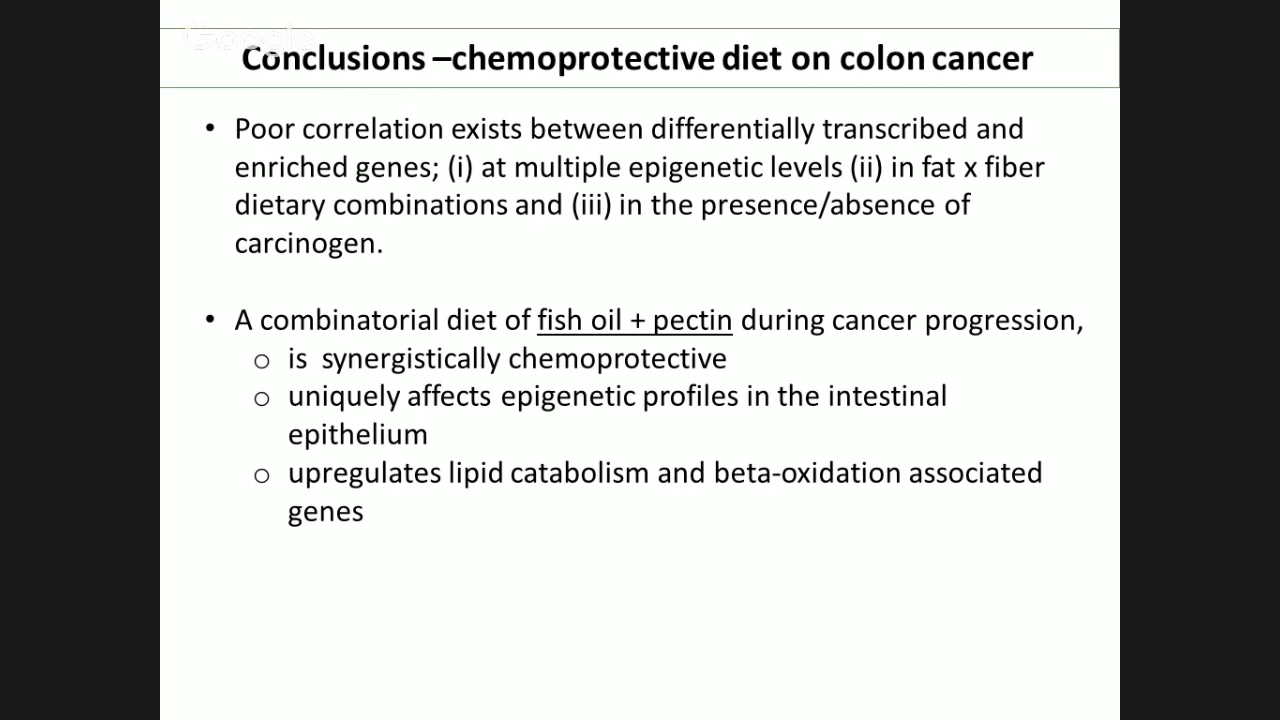 Google
Conclusions –chemoprotective diet on colon cancer
• Poor correlation exists between differentially transcribed and
enriched genes; (i) at multiple epigenetic levels (ii) in fat x fiber
dietary combinations and (iii) in the presence/absence of
carcinogen.
• A combinatorial diet of fish oil + pectin during cancer progression,
o is synergistically chemoprotective
o uniquely affects epigenetic profiles in the intestinal
epithelium
o upregulates lipid catabolism and beta-oxidation associated
genes